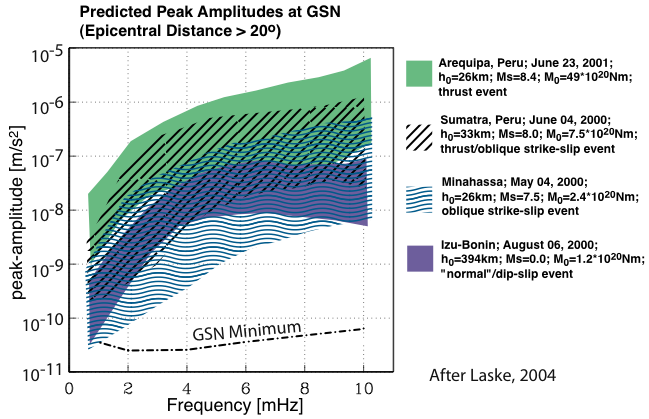 Predicted Peak Amplitudes at GSN
(Epicentral Distance > 20°)
peak-amplitude [m/s²]
10-5
10-6
10-7
10-8
10-9
10-10
10-11
GSN Minimum
0 2 4 6 8 10
Frequency [mHz]
Arequipa, Peru; June 23, 2001;
h₀=26km; Ms=8.4; M₀=49*10²⁰Nm;
thrust event
Sumatra, Peru; June 04, 2000;
h₀=33km; Ms=8.0; M₀=7.5*10²⁰Nm;
thrust/oblique strike-slip event
Minahassa; May 04, 2000;
h₀=26km; Ms=7.5; M₀=2.4*10²⁰Nm;
oblique strike-slip event
Izu-Bonin; August 06, 2000;
h₀=394km; Ms=0.0; M₀=1.2*10²⁰Nm;
"normal"/dip-slip event
After Laske, 2004